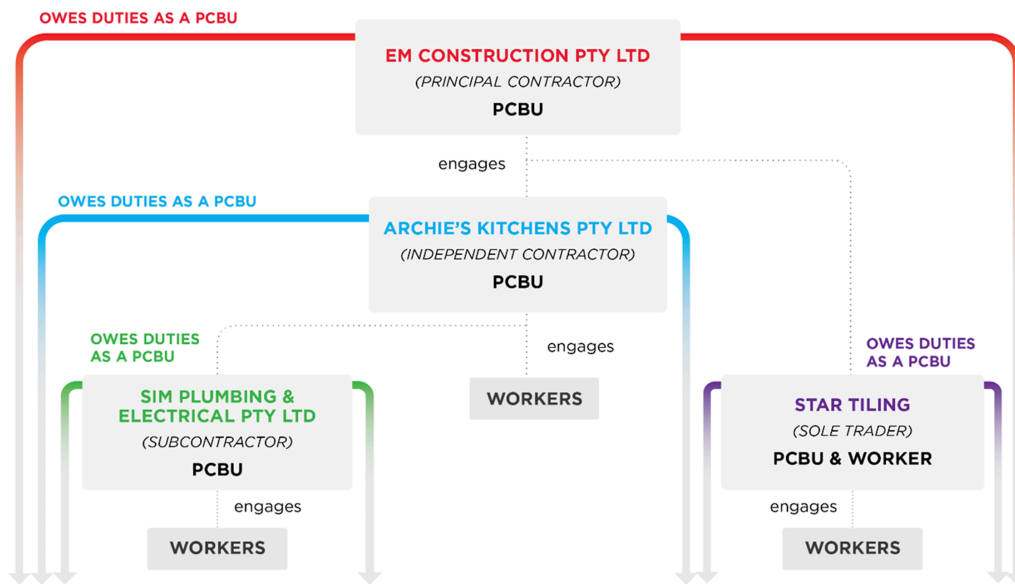 OWES DUTIES AS A PCBU
EM CONSTRUCTION PTY LTD
(PRINCIPAL CONTRACTOR)
PCBU
engages
OWES DUTIES AS A PCBU
ARCHIE'S KITCHENS PTY LTD
(INDEPENDENT CONTRACTOR)
PCBU
engages
OWES DUTIES
AS A PCBU
SIM PLUMBING &
ELECTRICAL PTY LTD
(SUBCONTRACTOR)
PCBU
engages
WORKERS
WORKERS
OWES DUTIES
AS A PCBU
STAR TILING
(SOLE TRADER)
PCBU & WORKER
engages
WORKERS